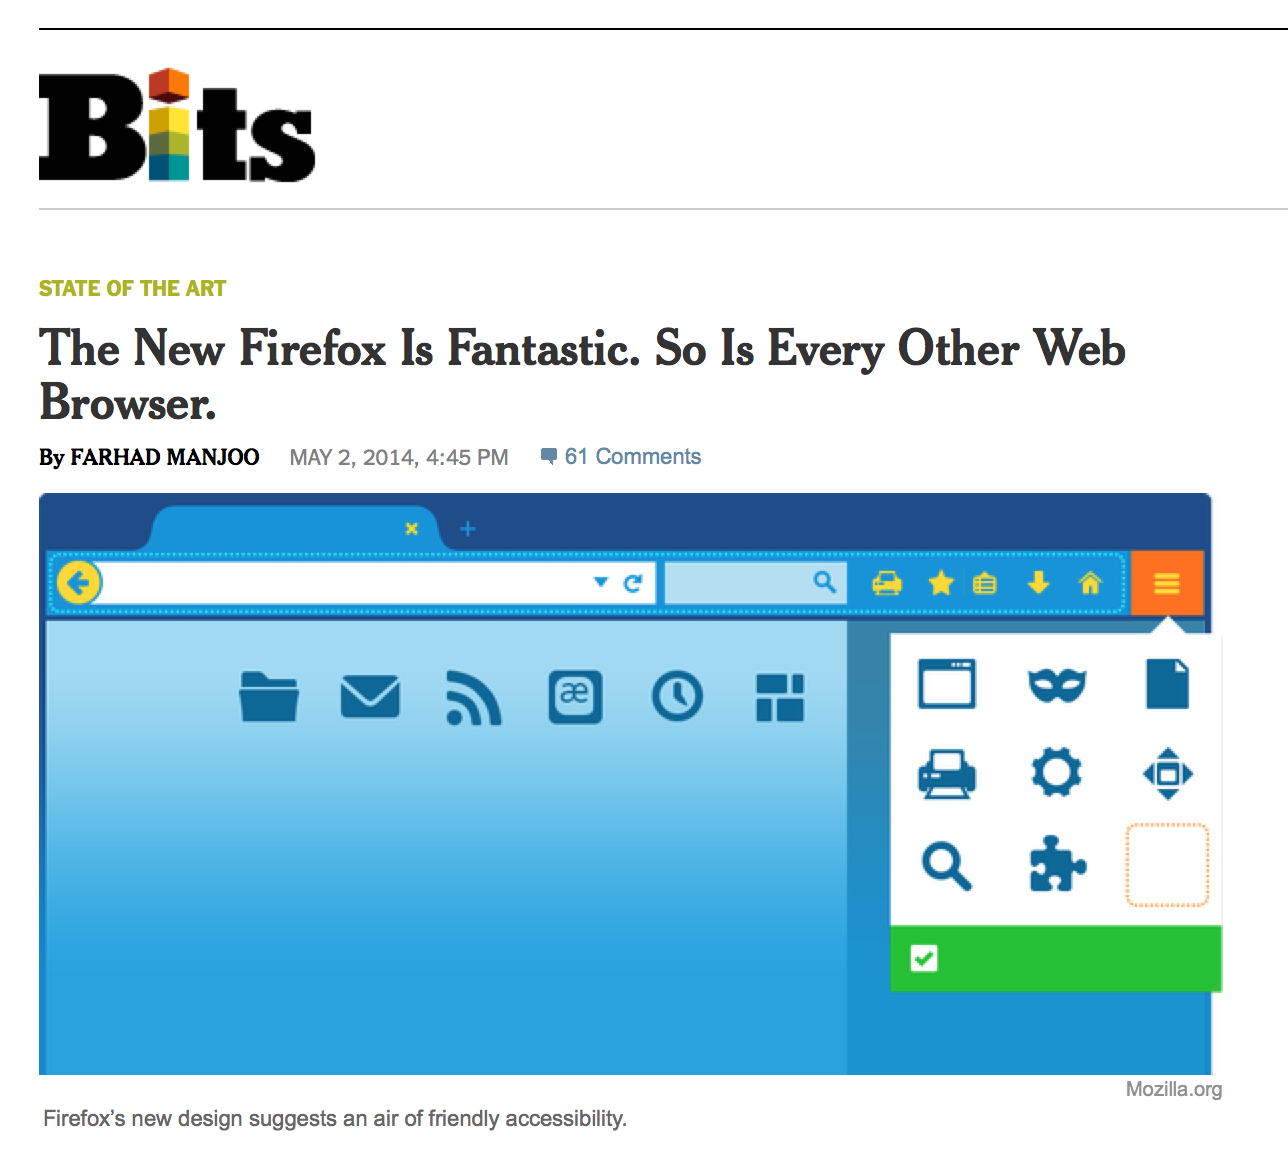 Bits
STATE OF THE ART
The New Firefox Is Fantastic. So Is Every Other Web
Browser.
By FARHAD MANJOO MAY 2, 2014, 4:45 PM 61 Comments
æ
Mozilla.org
Firefox’s new design suggests an air of friendly accessibility.